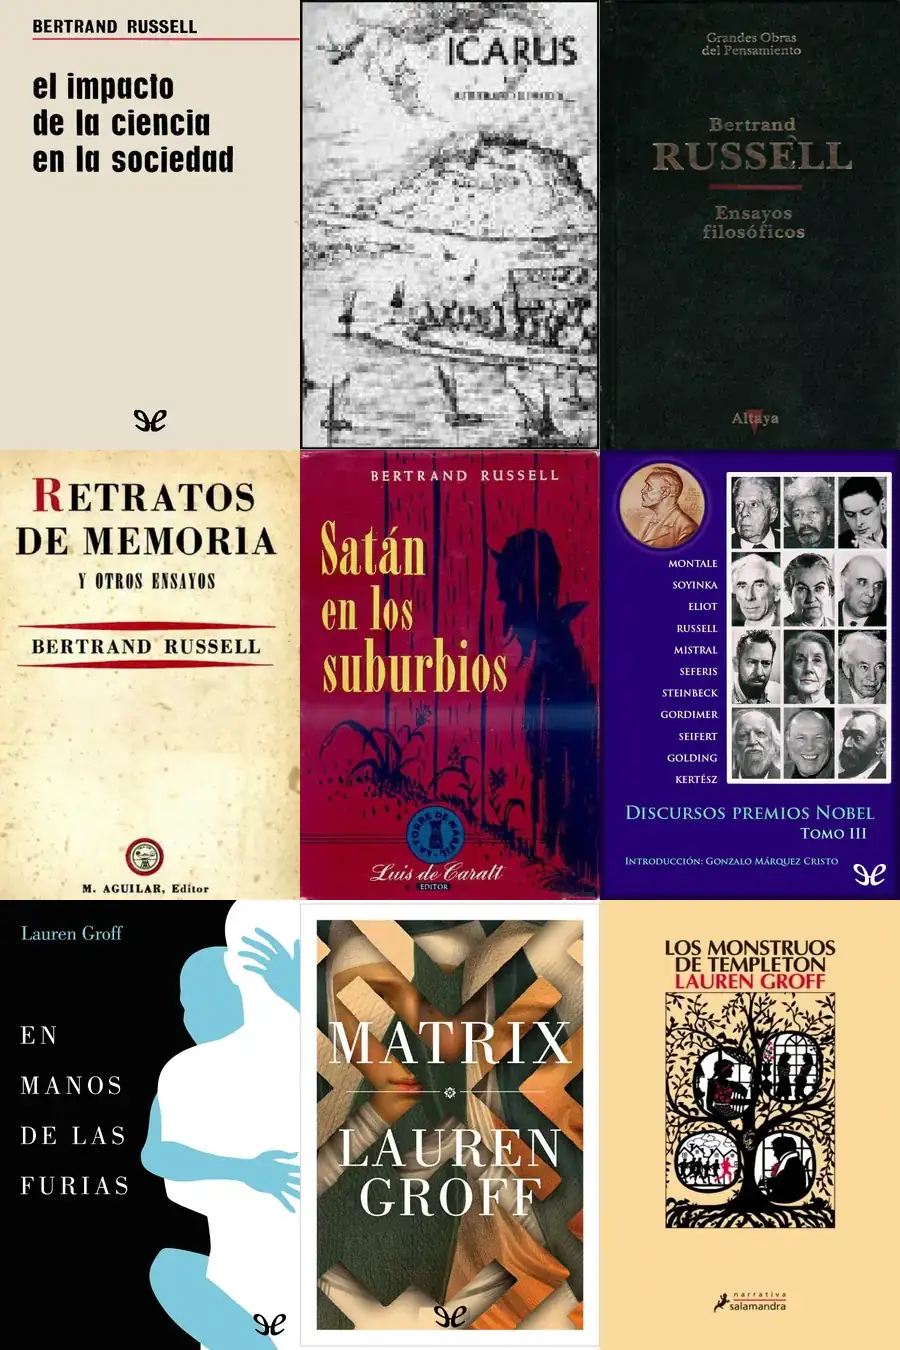 BERTRAND RUSSELL
el impacto
de la ciencia
en la sociedad
ICARUS
Grandes Obras
del Pensamiento
Bertrand
RUSSELL
Ensayos
filosóficos
Altaya
RETRATOS
DE MEMORIA
Y OTROS ENSAYOS
BERTRAND RUSSELL
M. AGUILAR, Editor
BERTRAND RUSSELL
Satán
en los
suburbios
LA TORRE DE MARFIL
Luis de Caralt
EDITOR
MONTALE
SOYINKA
ELIOT
RUSSELL
MISTRAL
SEFERIS
STEINBECK
GORDIMER
SEIFERT
GOLDING
KERTÉSZ
DISCURSOS PREMIOS NOBEL
TOMO III
INTRODUCCIÓN: GONZALO MÁRQUEZ CRISTO
Lauren Groff
EN
MANOS
DE LAS
FURIAS
MATRIX
LAUREN
GROFF
LOS MONSTRUOS
DE TEMPLETON
LAUREN GROFF
narrativa
salamandra